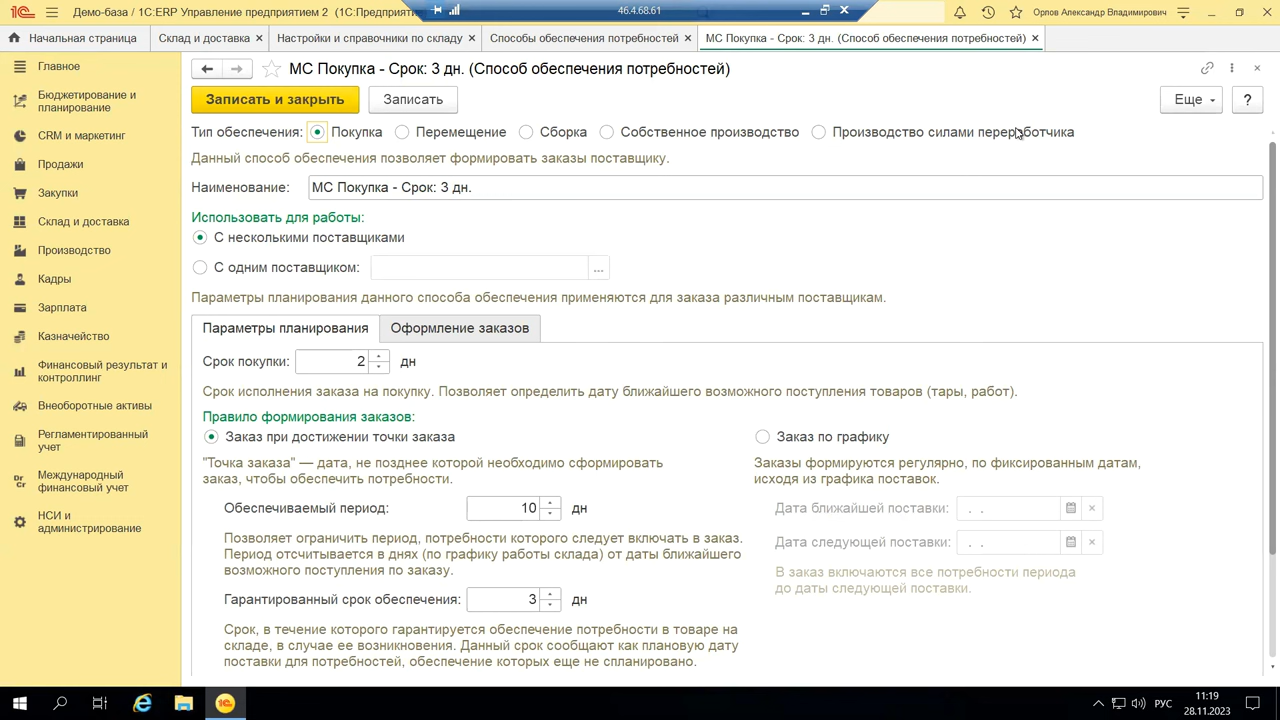 Демо-база / 1С:ERP Управление предприятием 2 (1С:Предприятие
46.4.68.61
Орлов Александр Владимирович
Начальная страница
Склад и доставка ×
Настройки и справочники по складу ×
Способы обеспечения потребностей ×
МС Покупка - Срок: 3 дн. (Способ обеспечения потребностей) ×
Главное
Бюджетирование и
планирование
CRM и маркетинг
Продажи
Закупки
Склад и доставка
Производство
Кадры
Зарплата
Казначейство
Финансовый результат и
контроллинг
Внеоборотные активы
Регламентированный
учет
Международный
финансовый учет
НСИ и
администрирование
МС Покупка - Срок: 3 дн. (Способ обеспечения потребностей)
Записать и закрыть
Записать
Еще
?
Тип обеспечения: Покупка Перемещение Сборка Собственное производство Производство силами переработчика
Данный способ обеспечения позволяет формировать заказы поставщику.
Наименование: МС Покупка - Срок: 3 дн.
Использовать для работы:
С несколькими поставщиками
С одним поставщиком: ...
Параметры планирования данного способа обеспечения применяются для заказа различным поставщикам.
Параметры планирования
Оформление заказов
Срок покупки: 2 дн
Срок исполнения заказа на покупку. Позволяет определить дату ближайшего возможного поступления товаров (тары, работ).
Правило формирования заказов:
Заказ при достижении точки заказа
"Точка заказа" — дата, не позднее которой необходимо сформировать
заказ, чтобы обеспечить потребности.
Обеспечиваемый период: 10 дн
Позволяет ограничить период, потребности которого следует включать в заказ.
Период отсчитывается в днях (по графику работы склада) от даты ближайшего
возможного поступления по заказу.
Гарантированный срок обеспечения: 3 дн
Срок, в течение которого гарантируется обеспечение потребности в товаре на
складе, в случае ее возникновения. Данный срок сообщают как плановую дату
поставки для потребностей, обеспечение которых еще не спланировано.
Заказ по графику
Заказы формируются регулярно, по фиксированным датам,
исходя из графика поставок.
Дата ближайшей поставки: . .
Дата следующей поставки: . .
В заказ включаются все потребности периода
до даты следующей поставки.
РУС
11:19
28.11.2023